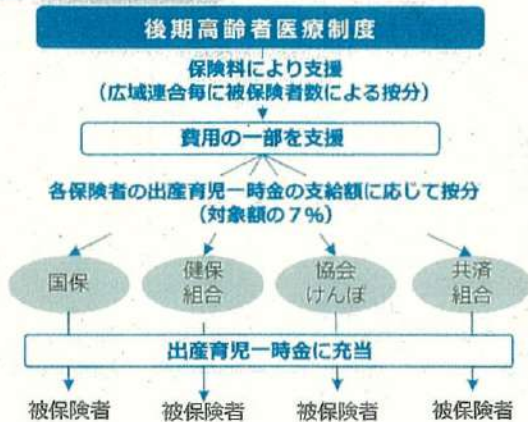 後期高齢者医療制度
保険料により支援
(広域連合毎に被保険者数による按分)
費用の一部を支援
各保険者の出産育児一時金の支給額に応じて按分
(対象額の7%)
国保
健保
組合
協会
けんぽ
共済
組合
出産育児一時金に充当
被保険者 被保険者 被保険者 被保険者